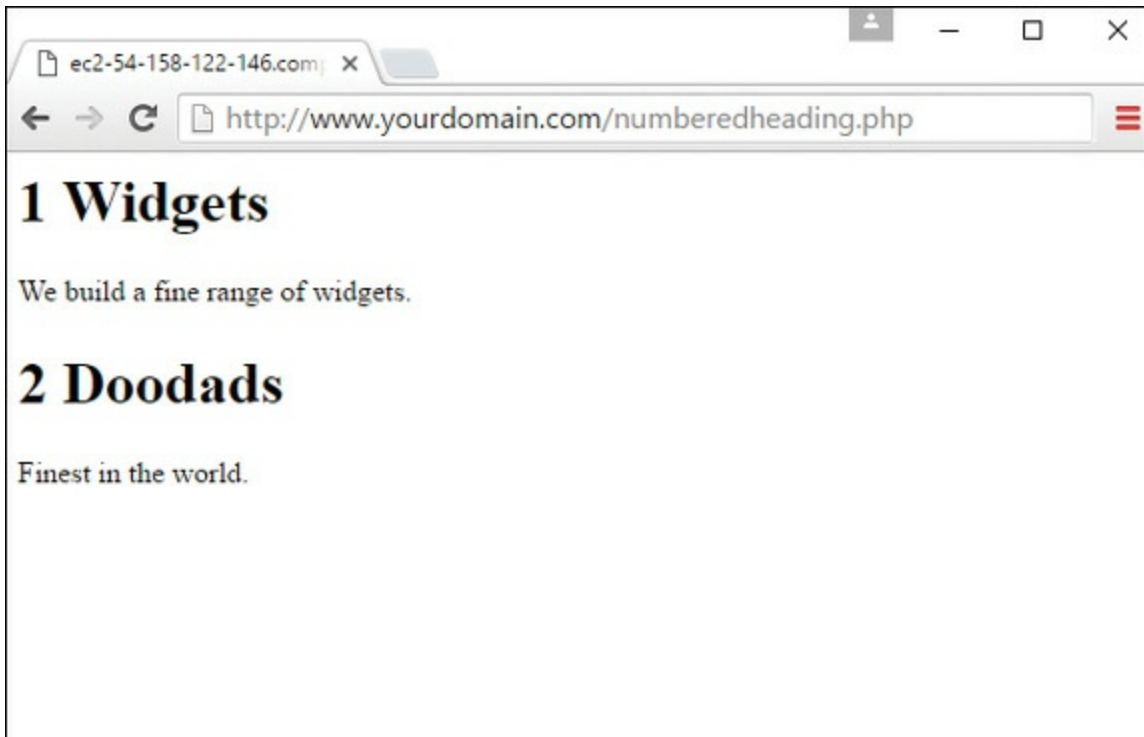 ec2-54-158-122-146.com
http://www.yourdomain.com/numberedheading.php
1 Widgets
We build a fine range of widgets.
2 Doodads
Finest in the world.